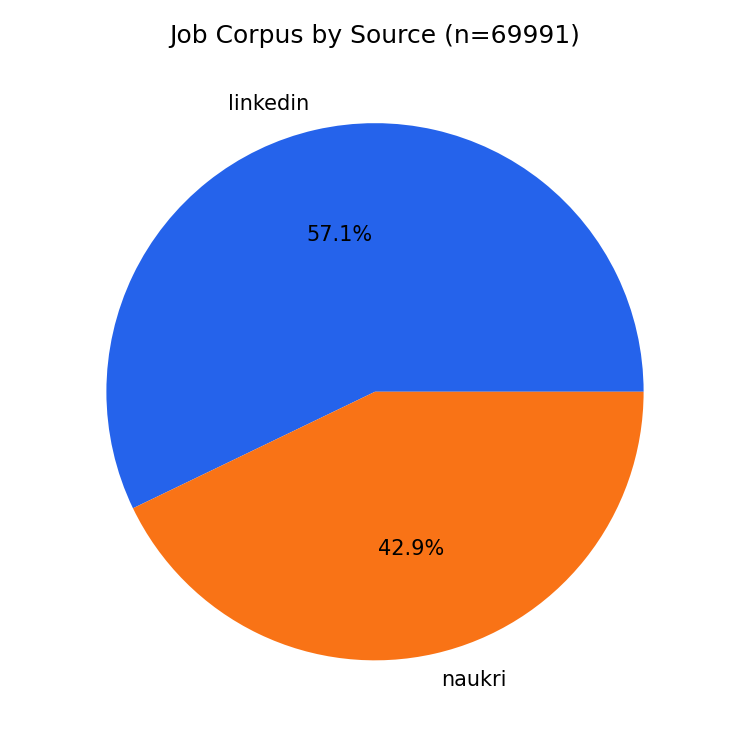 Job Corpus by Source (n=69991)
linkedin
57.1%
42.9%
naukri